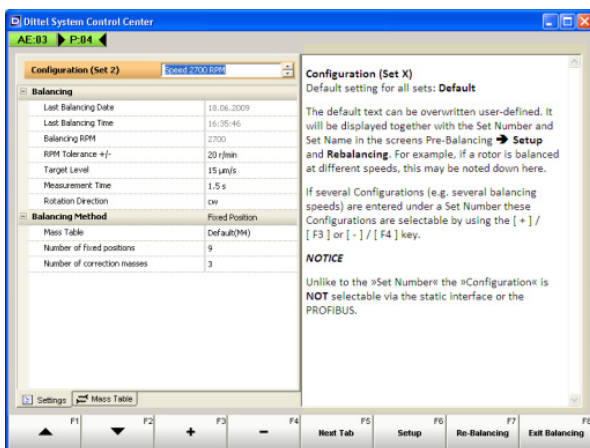 Dittel System Control Center
AE:03 P:04
Configuration (Set 2) Speed 2700 RPM
Balancing
Last Balancing Date 18.06.2009
Last Balancing Time 16:35:46
Balancing RPM 2700
RPM Tolerance +/- 20 r/min
Target Level 15 µm/s
Measurement Time 1.5 s
Rotation Direction cw
Balancing Method Fixed Position
Mass Table Default(M4)
Number of fixed positions 9
Number of correction masses 3
Settings Mass Table
Configuration (Set X)
Default setting for all sets: Default
The default text can be overwritten user-defined. It
will be displayed together with the Set Number and
Set Name in the screens Pre-Balancing ➔ Setup
and Rebalancing. For example, if a rotor is balanced
at different speeds, this may be noted down here.
If several Configurations (e.g. several balancing
speeds) are entered under a Set Number these
Configurations are selectable by using the [ + ] /
[ F3 ] or [ - ] / [ F4 ] key.
NOTICE
Unlike to the »Set Number« the »Configuration« is
NOT selectable via the static interface or the
PROFIBUS.
F1 F2 F3 F4 F5 F6 F7 F8
+ - Next Tab Setup Re-Balancing Exit Balancing